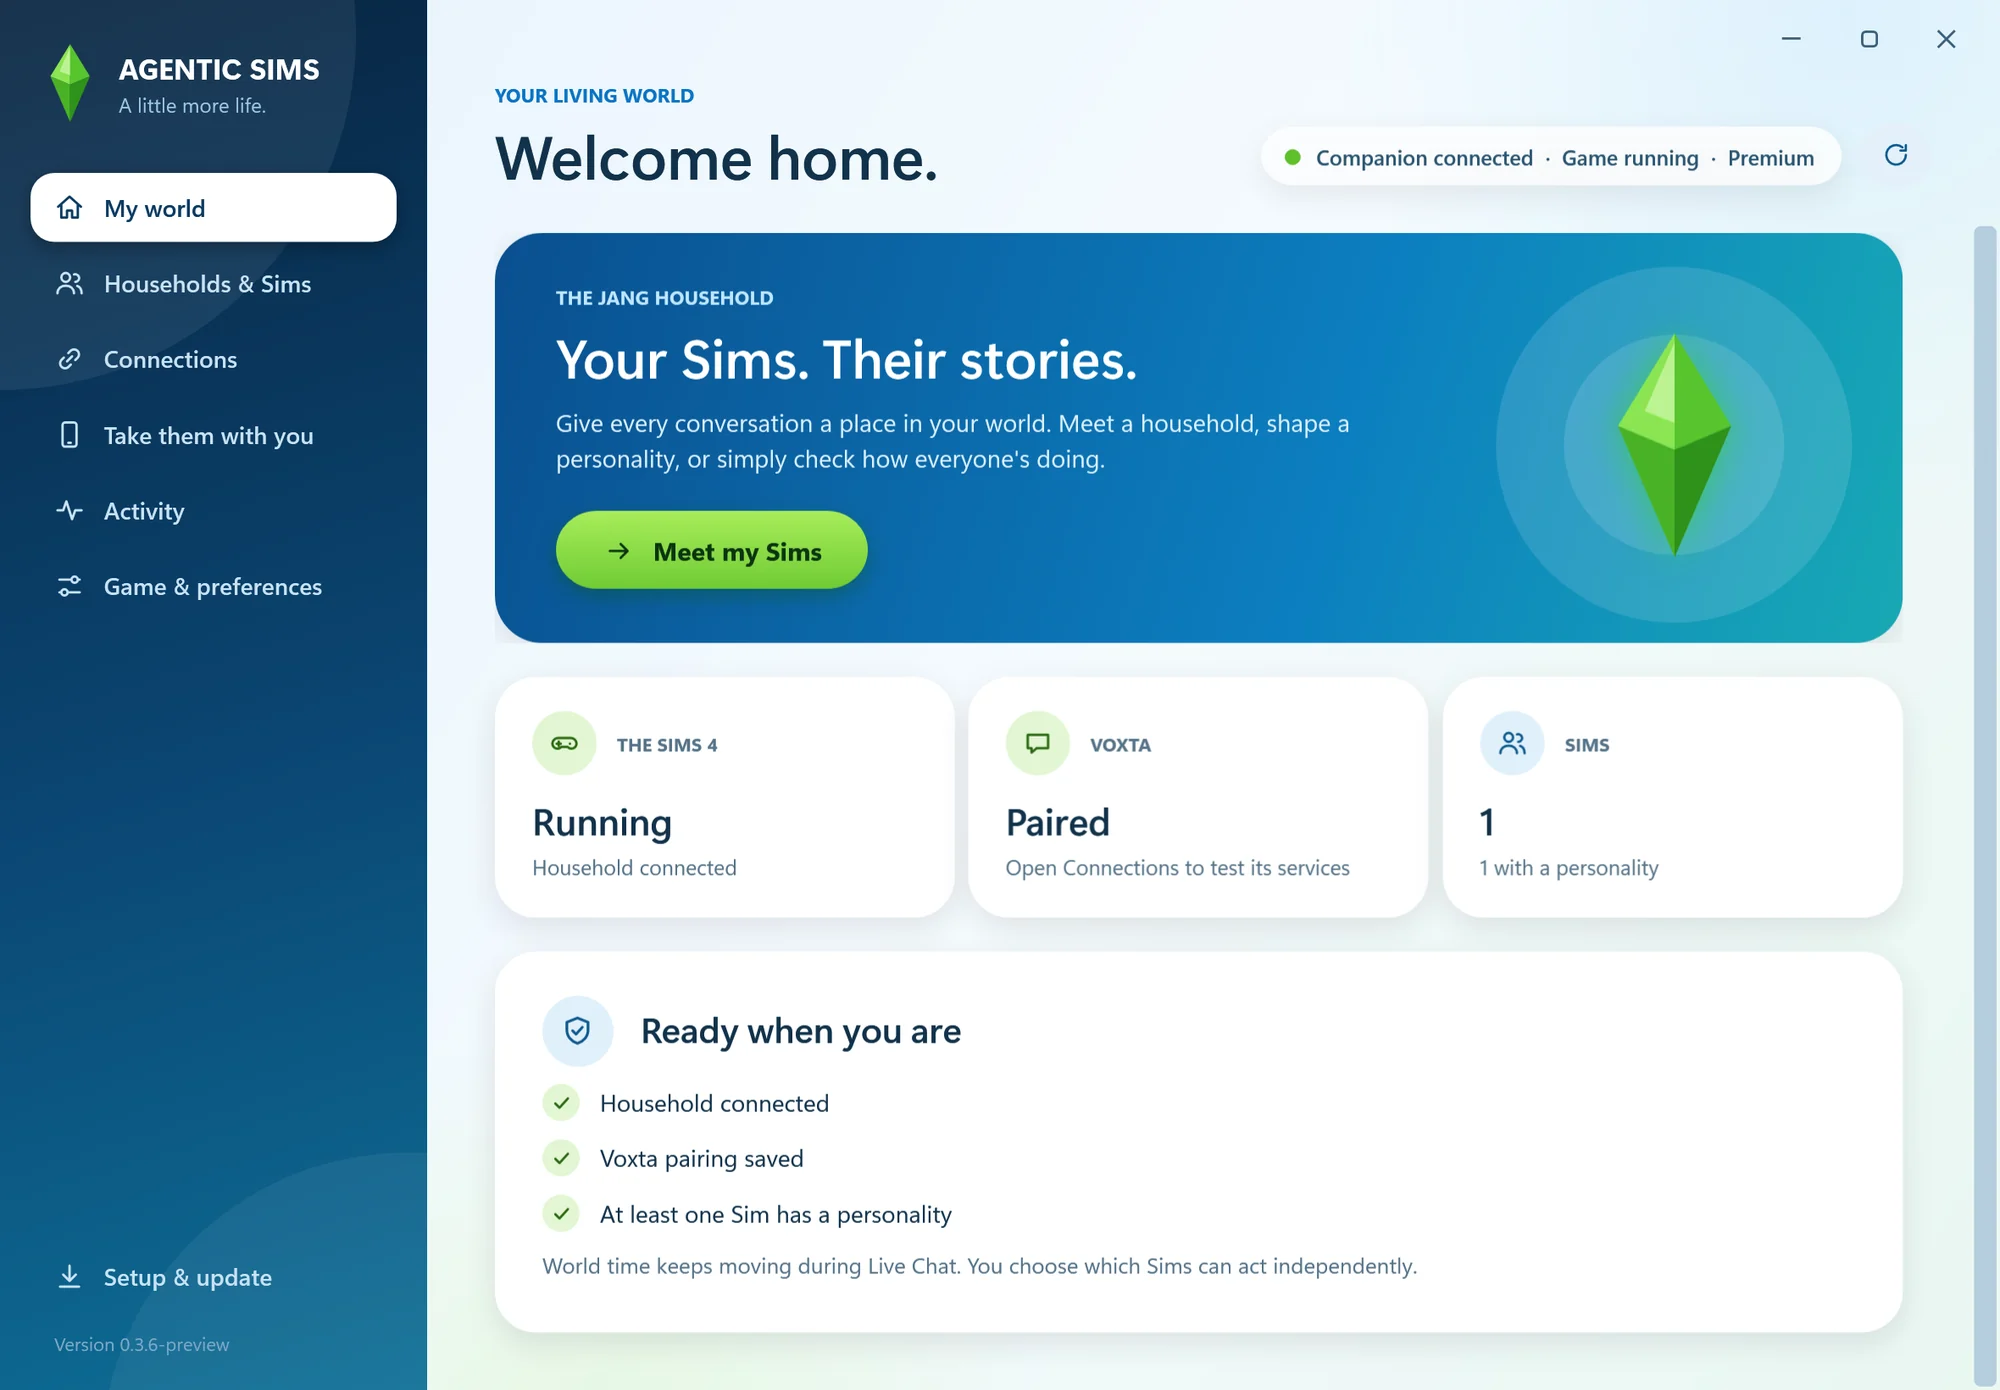 AGENTIC SIMS
A little more life.
My world
Households & Sims
Connections
Take them with you
Activity
Game & preferences
Setup & update
Version 0.3.6-preview
YOUR LIVING WORLD
Welcome home.
Companion connected · Game running · Premium
THE JANG HOUSEHOLD
Your Sims. Their stories.
Give every conversation a place in your world. Meet a household, shape a
personality, or simply check how everyone's doing.
Meet my Sims
THE SIMS 4
Running
Household connected
VOXTA
Paired
Open Connections to test its services
SIMS
1
1 with a personality
Ready when you are
Household connected
Voxta pairing saved
At least one Sim has a personality
World time keeps moving during Live Chat. You choose which Sims can act independently.